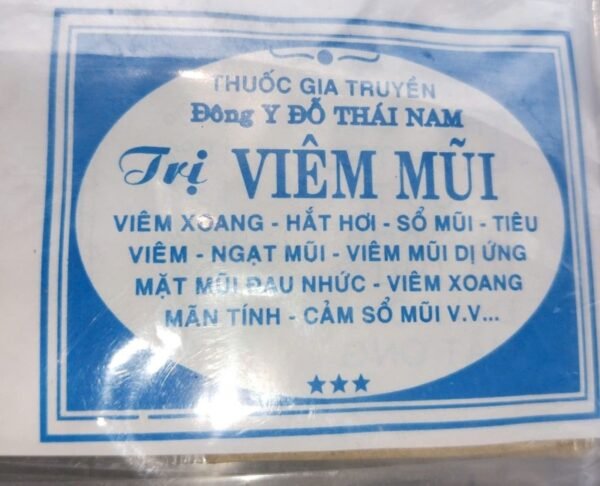 THUỐC GIA TRUYỀN
Đông Y ĐỖ THÁI NAM
Trị VIÊM MŨI
VIÊM XOANG - HẮT HƠI - SỔ MŨI - TIÊU
VIÊM - NGẠT MŨI - VIÊM MŨI DỊ ỨNG
MẶT MŨI ĐAU NHỨC - VIÊM XOANG
MÃN TÍNH - CẢM SỔ MŨI V.V...